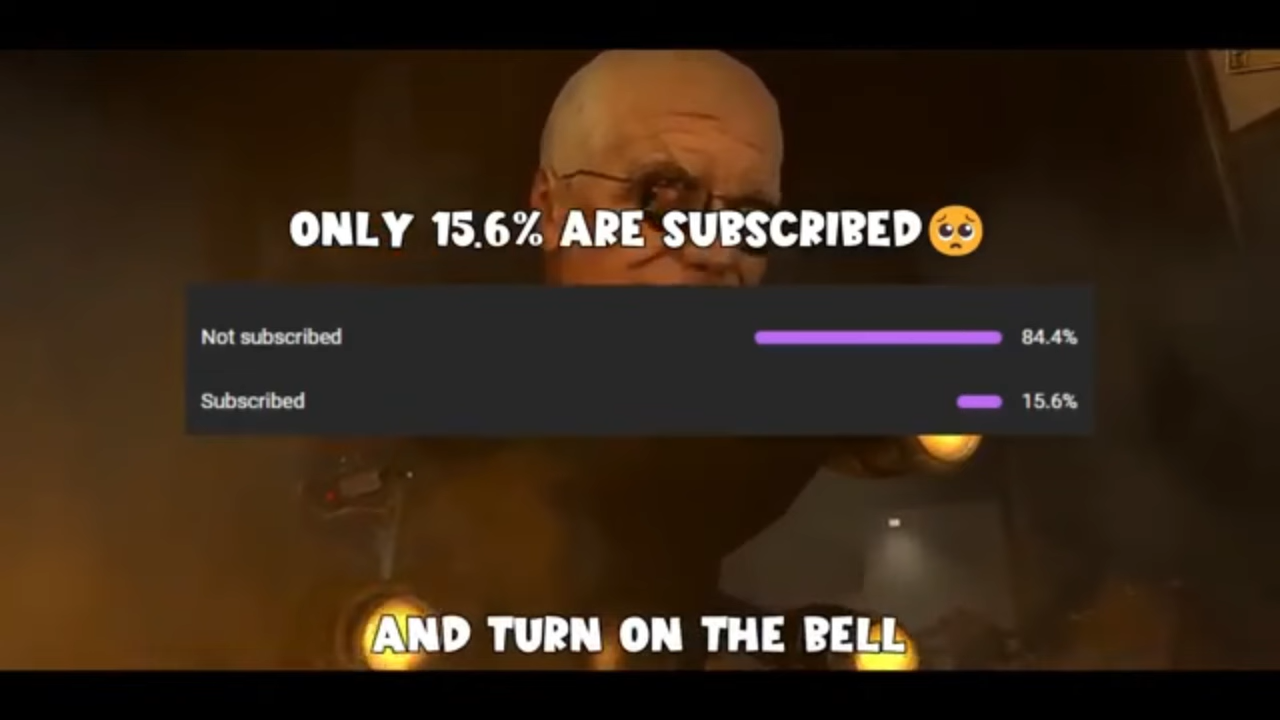 ONLY 15.6% ARE SUBSCRIBED🥺
Not subscribed 84.4%
Subscribed 15.6%
AND TURN ON THE BELL